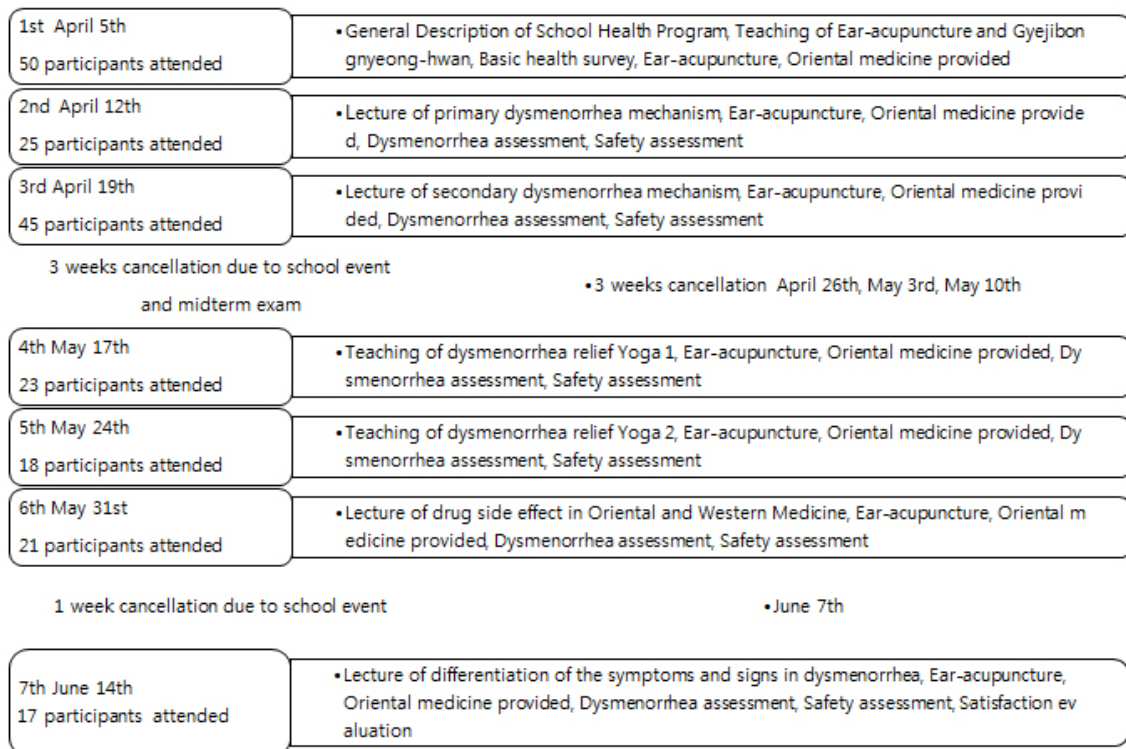 1st April 5th
50 participants attended
•General Description of School Health Program, Teaching of Ear-acupuncture and Gyejibon
gnyeong-hwan, Basic health survey, Ear-acupuncture, Oriental medicine provided
2nd April 12th
25 participants attended
•Lecture of primary dysmenorrhea mechanism, Ear-acupuncture, Oriental medicine provide
d, Dysmenorrhea assessment, Safety assessment
3rd April 19th
45 participants attended
•Lecture of secondary dysmenorrhea mechanism, Ear-acupuncture, Oriental medicine provi
ded, Dysmenorrhea assessment, Safety assessment
3 weeks cancellation due to school event
and midterm exam
•3 weeks cancellation April 26th, May 3rd, May 10th
4th May 17th
23 participants attended
•Teaching of dysmenorrhea relief Yoga 1, Ear-acupuncture, Oriental medicine provided, Dy
smenorrhea assessment, Safety assessment
5th May 24th
18 participants attended
•Teaching of dysmenorrhea relief Yoga 2, Ear-acupuncture, Oriental medicine provided, Dy
smenorrhea assessment, Safety assessment
6th May 31st
21 participants attended
•Lecture of drug side effect in Oriental and Western Medicine, Ear-acupuncture, Oriental m
edicine provided, Dysmenorrhea assessment, Safety assessment
1 week cancellation due to school event
•June 7th
7th June 14th
17 participants attended
•Lecture of differentiation of the symptoms and signs in dysmenorrhea, Ear-acupuncture,
Oriental medicine provided, Dysmenorrhea assessment, Safety assessment, Satisfaction ev
aluation